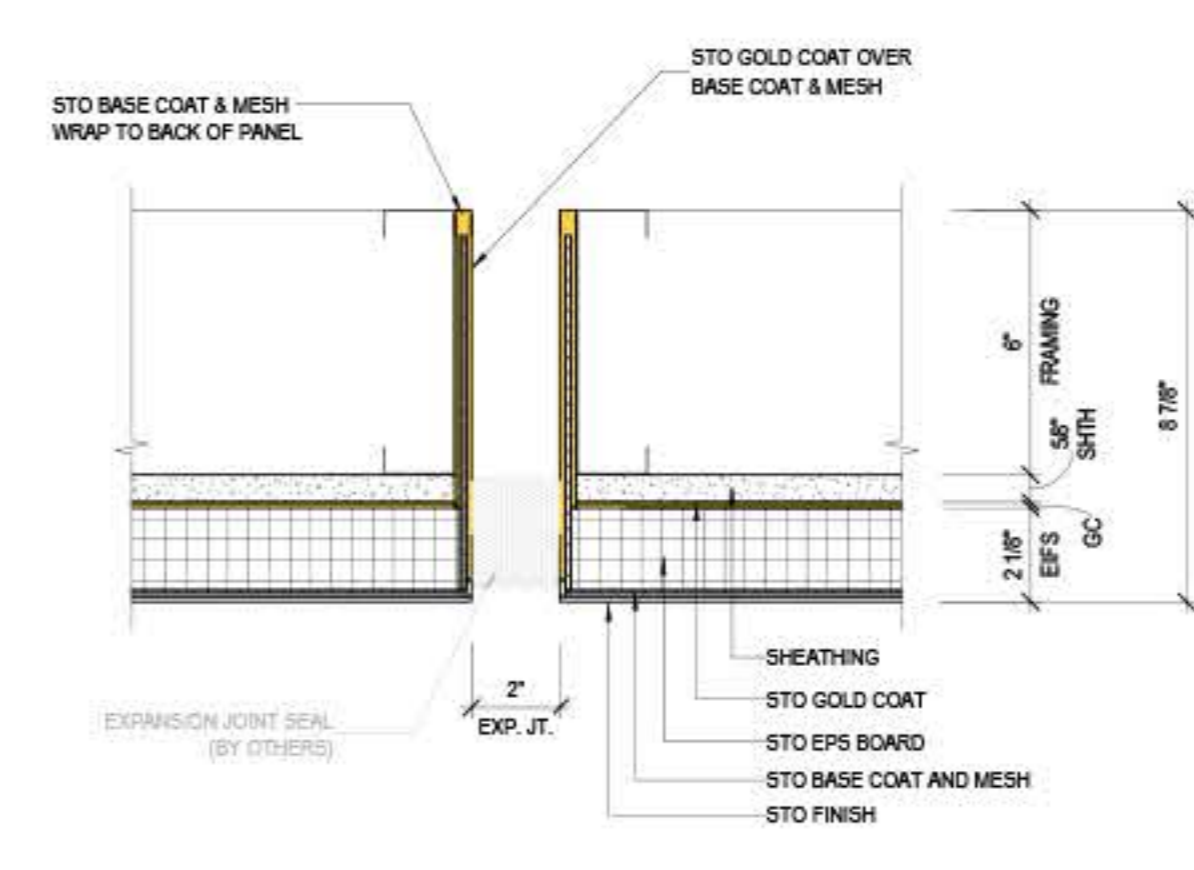 STO GOLD COAT OVER
BASE COAT & MESH
STO BASE COAT & MESH
WRAP TO BACK OF PANEL
6"
FRAMING
5/8"
SHTH
8 7/8"
GC
2 1/8"
EIFS
SHEATHING
2"
EXP. JT.
STO GOLD COAT
EXPANSION JOINT SEAL
(BY OTHERS)
STO EPS BOARD
STO BASE COAT AND MESH
STO FINISH